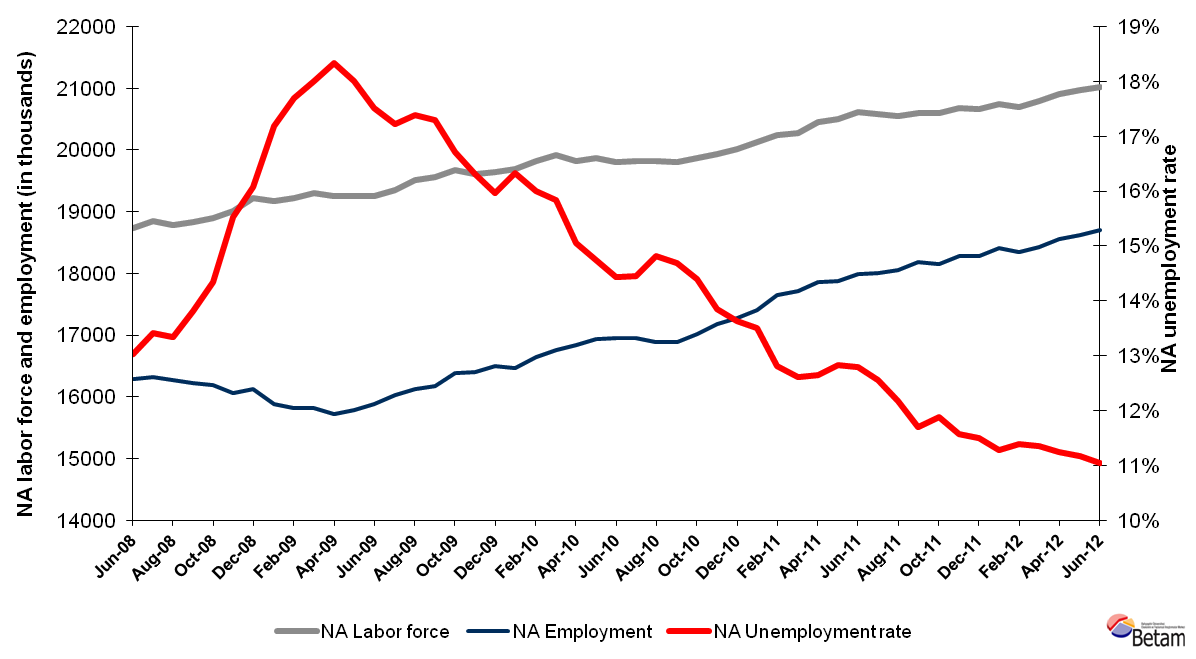 NA labor force and employment (in thousands)
22000
21000
20000
19000
18000
17000
16000
15000
14000
19%
18%
17%
16%
15%
14%
13%
12%
11%
10%
NA unemployment rate
Jun-08
Aug-08
Oct-08
Dec-08
Feb-09
Apr-09
Jun-09
Aug-09
Oct-09
Dec-09
Feb-10
Apr-10
Jun-10
Aug-10
Oct-10
Dec-10
Feb-11
Apr-11
Jun-11
Aug-11
Oct-11
Dec-11
Feb-12
Apr-12
Jun-12
NA Labor force
NA Employment
NA Unemployment rate
Betam